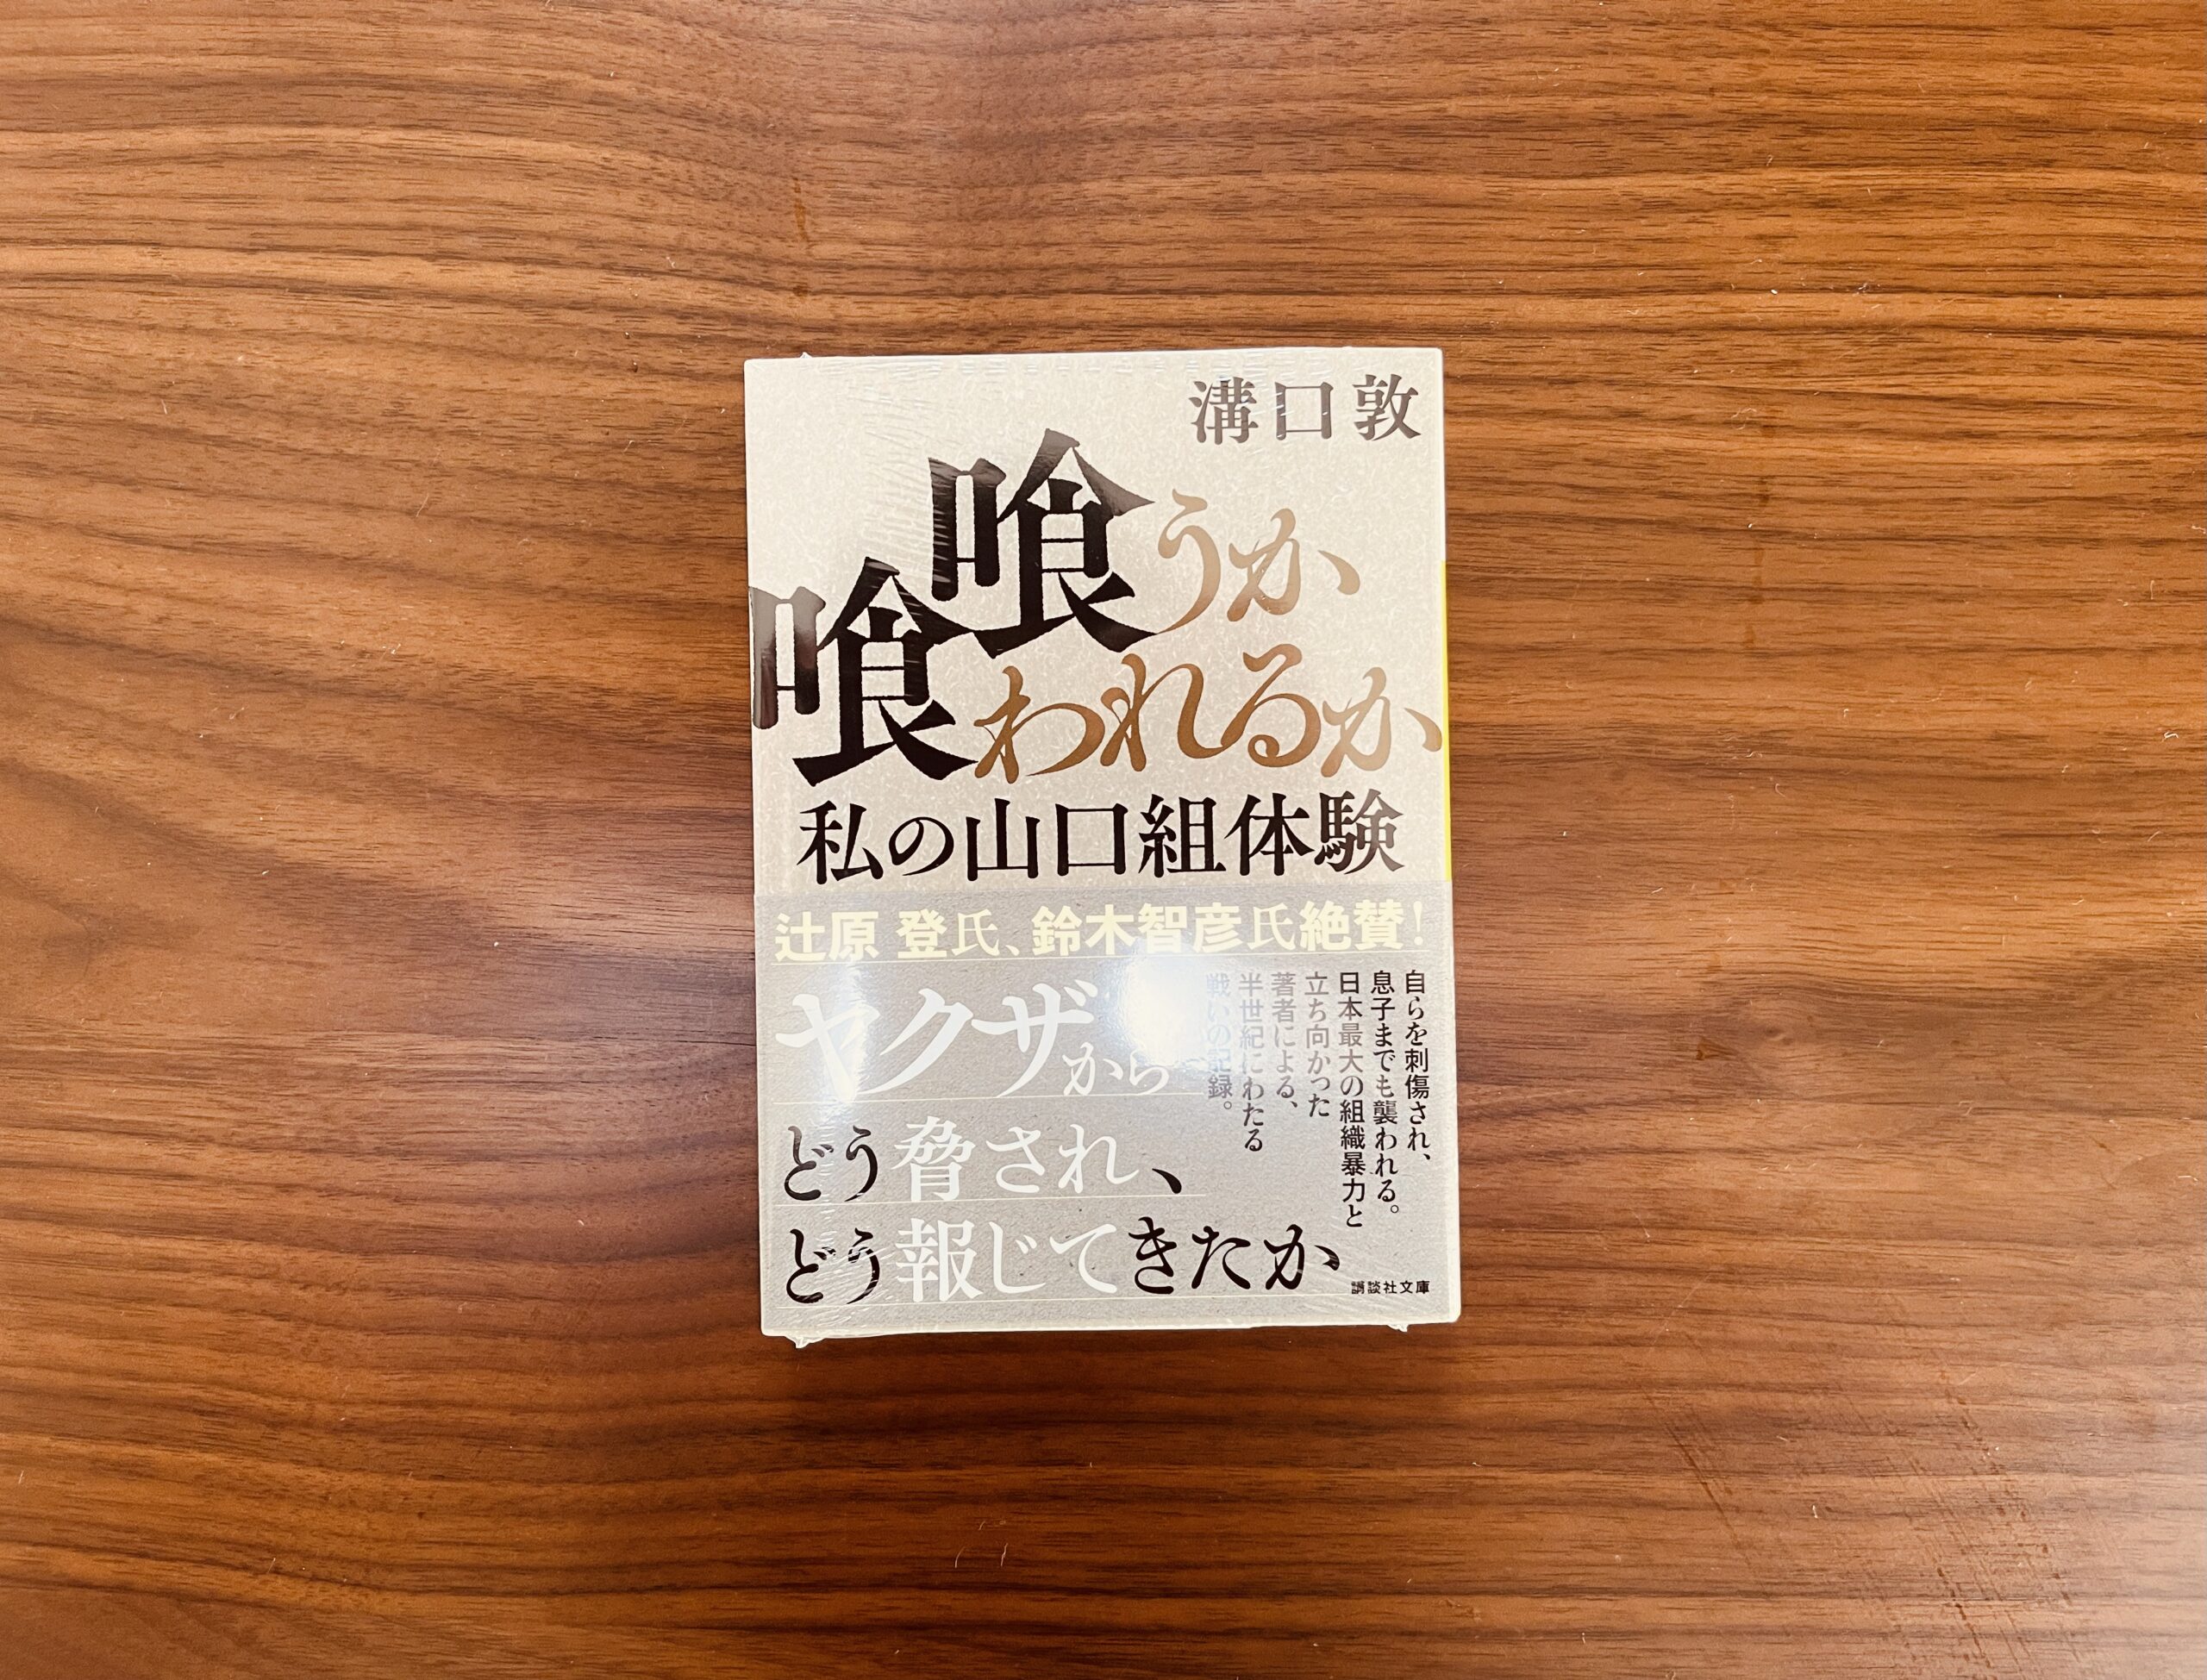 溝口敦
喰うか
喰われるか
私の山口組体験
辻原 登氏、鈴木智彦氏絶賛！
自らを刺傷され、
息子までも襲われる。
日本最大の組織暴力と
立ち向かった
著者による、
半世紀にわたる
戦いの記録。
ヤクザから
どう脅され、
どう報じてきたか
講談社文庫